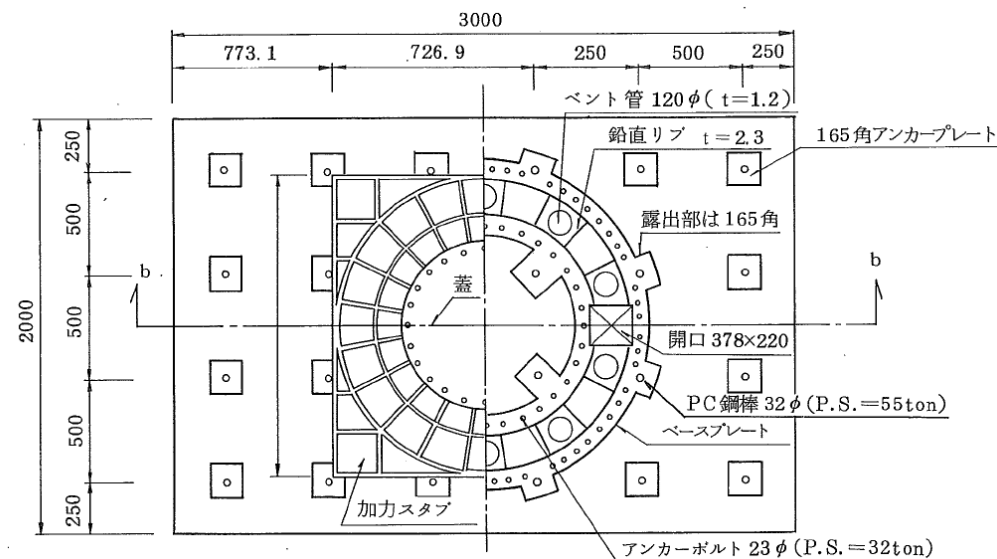 3000
773.1
726.9
250
500
250
ベント管 120φ( t=1.2)
鉛直リブ t=2.3
165角アンカープレート
露出部は165角
250
500
500
500
250
2000
b
b
蓋
開口 378×220
PC鋼棒 32φ(P.S.=55ton)
ベースプレート
加力スタブ
アンカーボルト 23φ(P.S.=32ton)